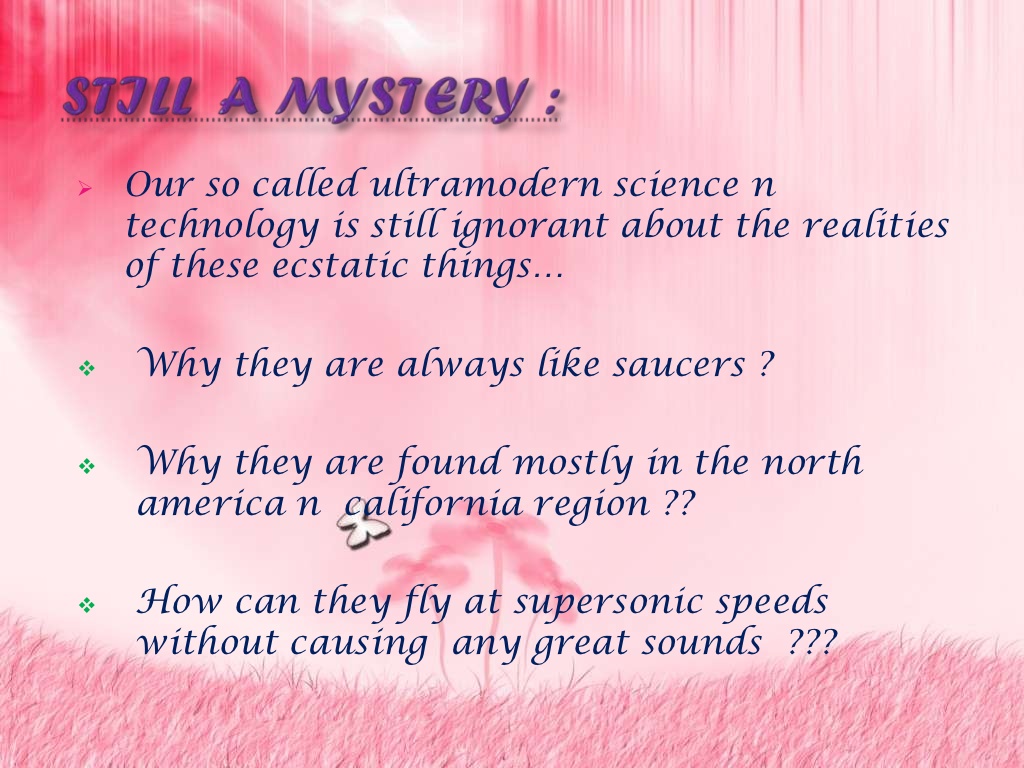 STILL A MYSTERY :
Our so called ultramodern science n
technology is still ignorant about the realities
of these ecstatic things…
Why they are always like saucers ?
Why they are found mostly in the north
america n california region ??
How can they fly at supersonic speeds
without causing any great sounds ???